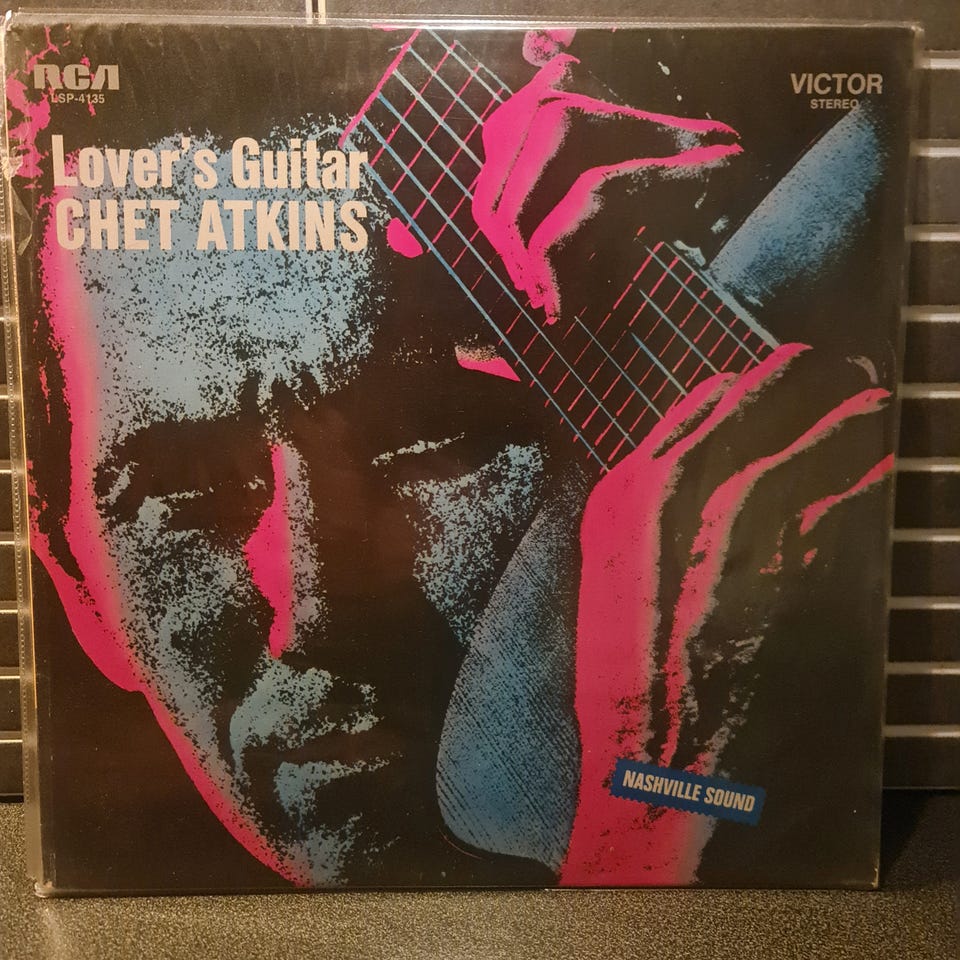 RCA
LSP-4135
VICTOR
STEREO
Lover's Guitar
CHET ATKINS
NASHVILLE SOUND